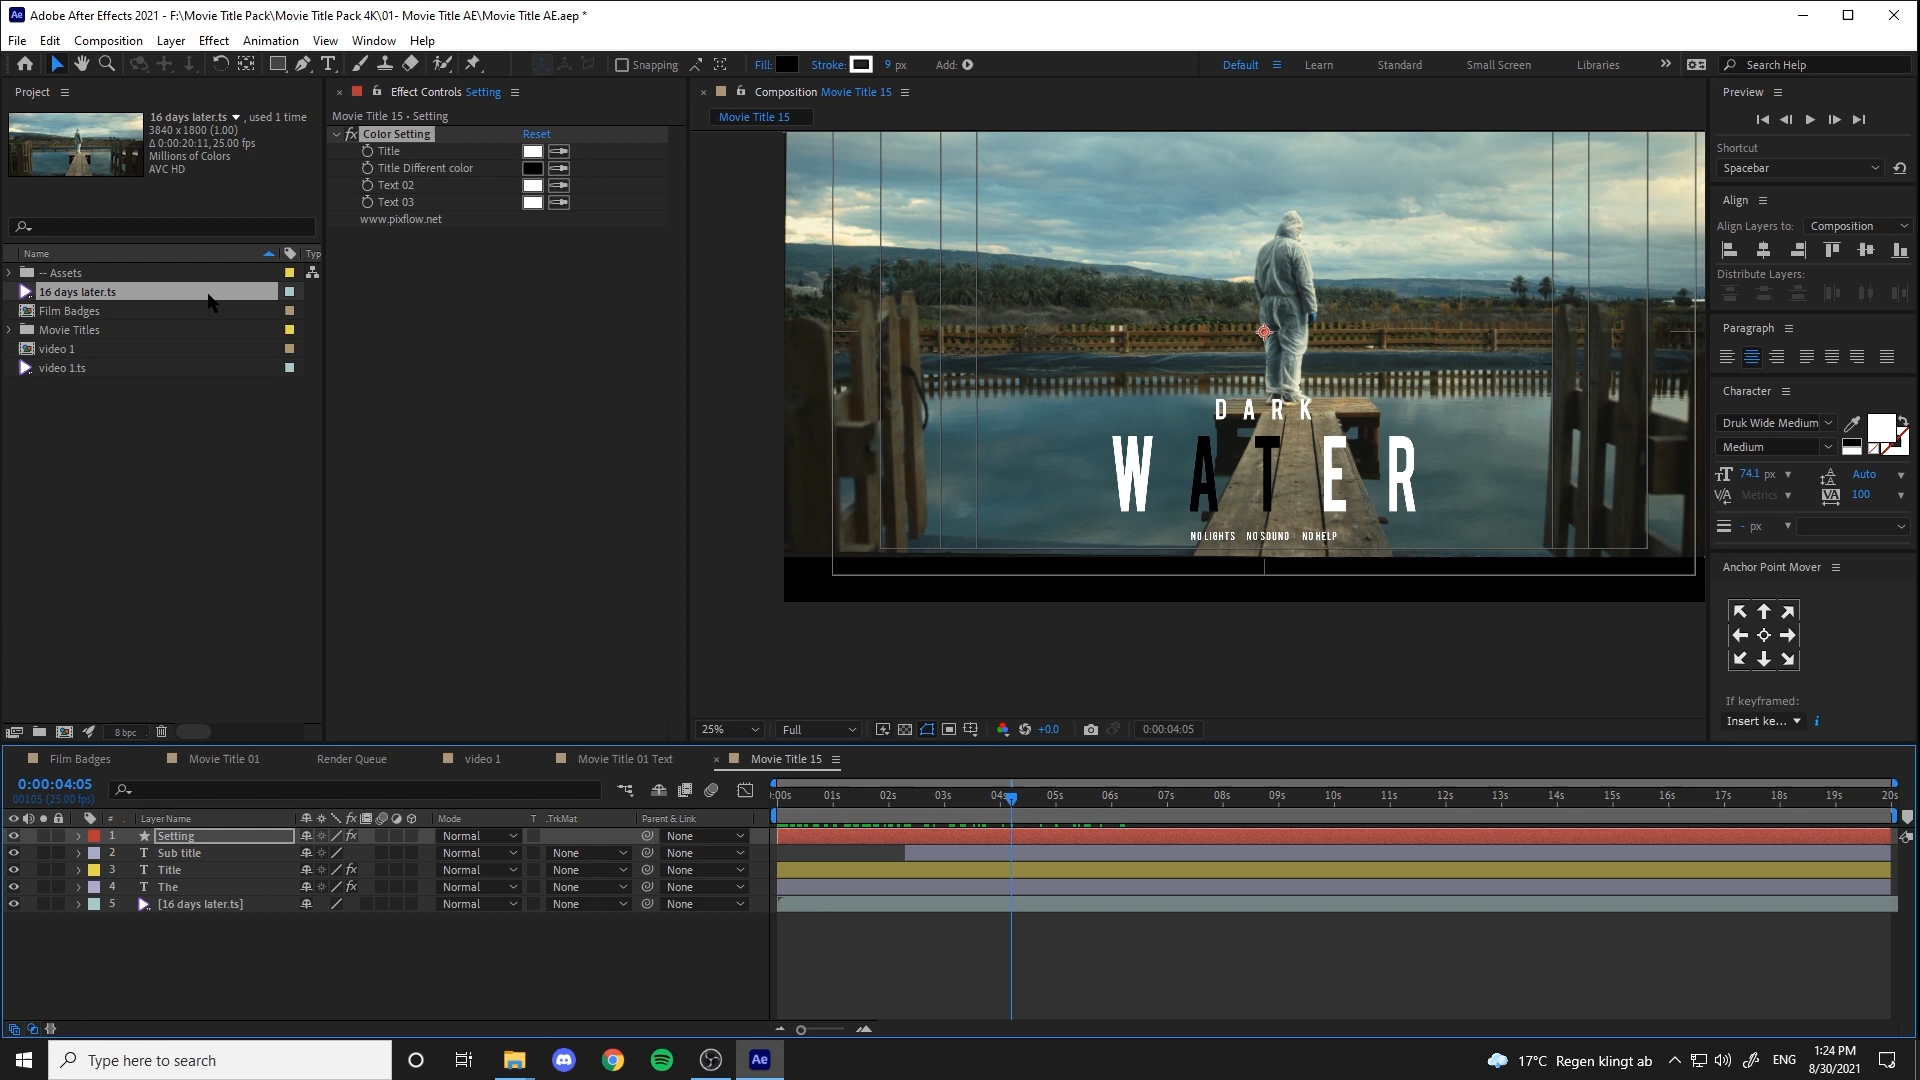 Ae Adobe After Effects 2021 - F:\Movie Title Pack\Movie Title Pack 4K\01- Movie Title AE\Movie Title AE.aep *
File Edit Composition Layer Effect Animation View Window Help
T Snapping Fill: Stroke: 9 px Add: Default Learn Standard Small Screen Libraries Search Help
Project
16 days later.ts , used 1 time
3840 x 1800 (1.00)
Δ 0:00:20:11, 25.00 fps
Millions of Colors
AVC HD
Name Typ
-- Assets
16 days later.ts
Film Badges
Movie Titles
video 1
video 1.ts
8 bpc
Effect Controls Setting
Movie Title 15 • Setting
fx Color Setting Reset
Title
Title Different color
Text 02
Text 03
www.pixflow.net
Composition Movie Title 15
Movie Title 15
DARK
WATER
NO LIGHTS NO SOUND NO HELP
25% Full +0.0 0:00:04:05
Preview
Shortcut
Spacebar
Align
Align Layers to: Composition
Distribute Layers:
Paragraph
Character
Druk Wide Medium
Medium
74.1 px Auto
Metrics 100
- px
Anchor Point Mover
If keyframed:
Insert ke... i
Film Badges Movie Title 01 Render Queue video 1 Movie Title 01 Text Movie Title 15
0:00:04:05
00105 (25.00 fps)
:00s 01s 02s 03s 04s 05s 06s 07s 08s 09s 10s 11s 12s 13s 14s 15s 16s 17s 18s 19s 20s
# . Layer Name fx Mode T .TrkMat Parent & Link
1 Setting fx Normal None
2 T Sub title Normal None None
3 T Title fx Normal None None
4 T The fx Normal None None
5 [16 days later.ts] Normal None None
Type here to search Ae 17°C Regen klingt ab ENG 1:24 PM
8/30/2021